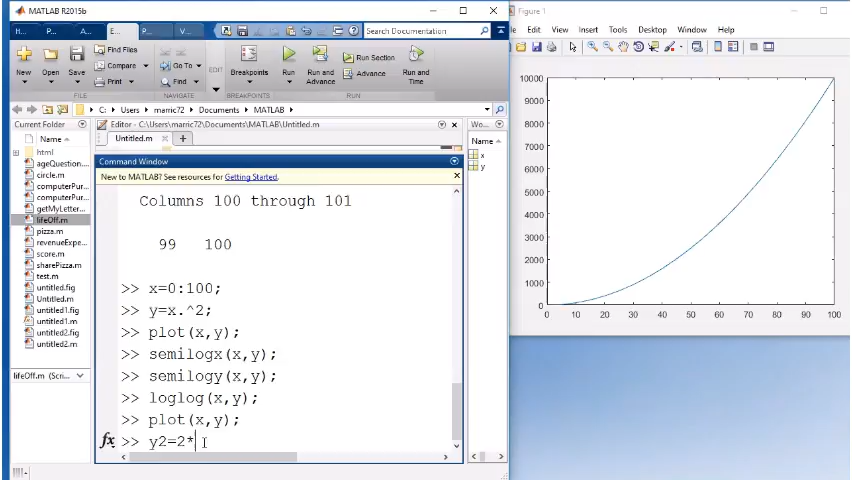 MATLAB R2015b
H... P... A... E... P... V... Search Documentation
New Open Save Find Files Compare Print Go To Find EDIT Breakpoints Run Run and Advance Run Section Advance Run and Time
FILE NAVIGATE BREAKPOINTS RUN
C: Users marric72 Documents MATLAB
Current Folder
Name
html
ageQuestion...
circle.m
computerPur...
computerPur...
getMyLetter...
lifeOff.m
pizza.m
revenueExpe...
score.m
sharePizza.m
test.m
untitled.fig
Untitled.m
untitled1.fig
untitled1.m
untitled2.fig
untitled2.m
lifeOff.m (Scri...
Editor - C:\Users\marric72\Documents\MATLAB\Untitled.m
Untitled.m
Command Window
New to MATLAB? See resources for Getting Started.
Columns 100 through 101
99 100
>> x=0:100;
>> y=x.^2;
>> plot(x,y);
>> semilogx(x,y);
>> semilogy(x,y);
>> loglog(x,y);
>> plot(x,y);
fx >> y2=2*
Wo...
Name
x
y
Figure 1
Edit View Insert Tools Desktop Window Help
10000
9000
8000
7000
6000
5000
4000
3000
2000
1000
0
0 10 20 30 40 50 60 70 80 90 100